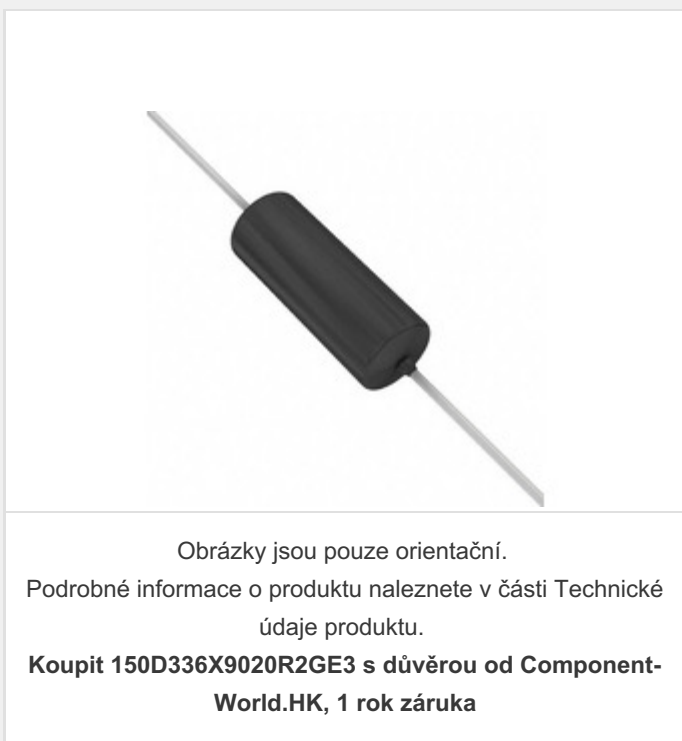 Obrázky jsou pouze orientační.
Podrobné informace o produktu naleznete v části Technické
údaje produktu.
Koupit 150D336X9020R2GE3 s důvěrou od Component-
World.HK, 1 rok záruka